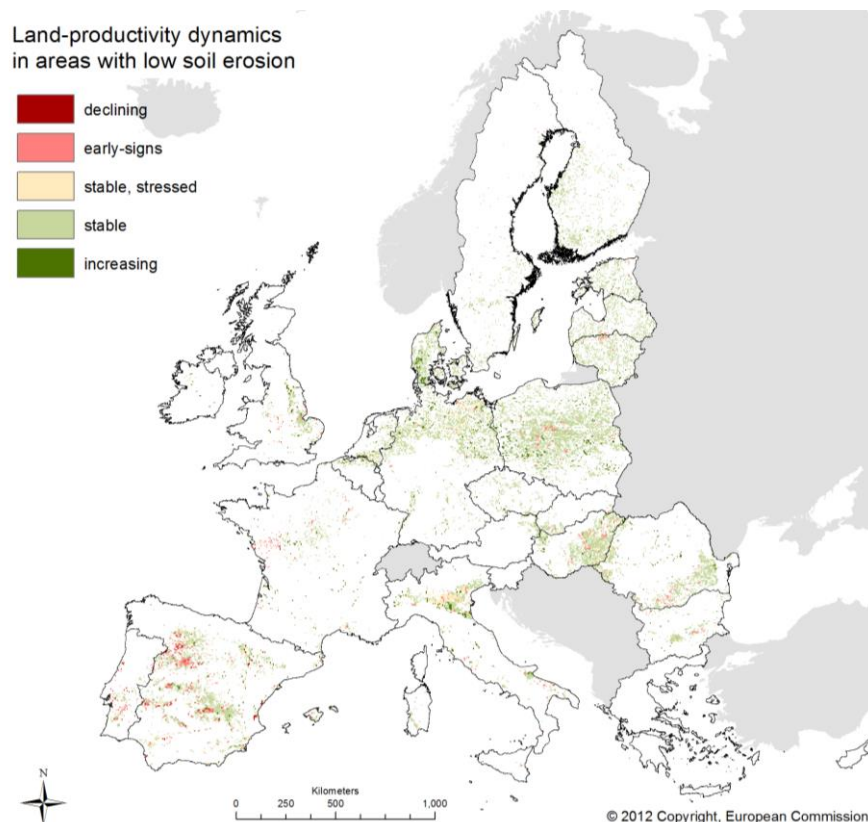 Land-productivity dynamics
in areas with low soil erosion
declining
early-signs
stable, stressed
stable
increasing
N
Kilometers
0 250 500 1,000
© 2012 Copyright, European Commission